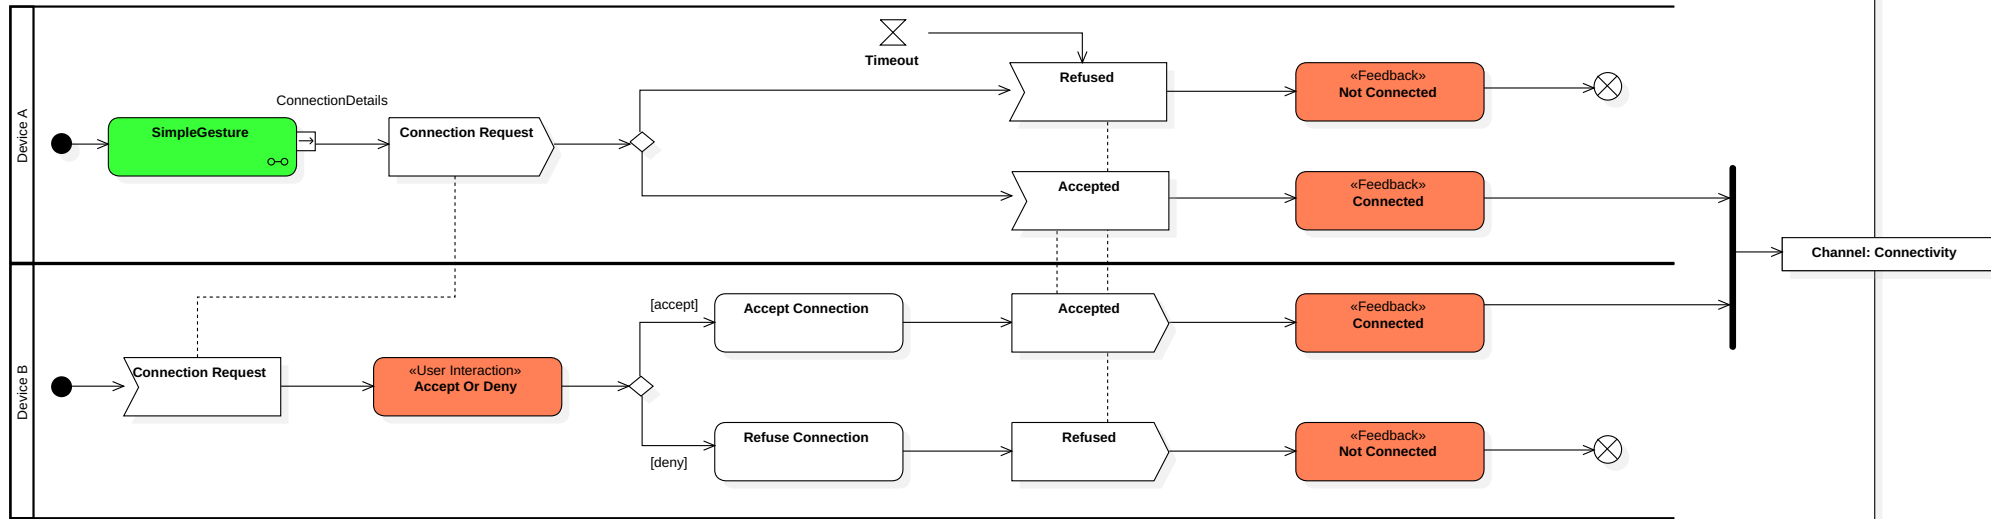 Device A
Timeout
ConnectionDetails
SimpleGesture
Connection Request
Refused
«Feedback»
Not Connected
Accepted
«Feedback»
Connected
Channel: Connectivity
Device B
Connection Request
«User Interaction»
Accept Or Deny
[accept]
Accept Connection
Accepted
«Feedback»
Connected
[deny]
Refuse Connection
Refused
«Feedback»
Not Connected